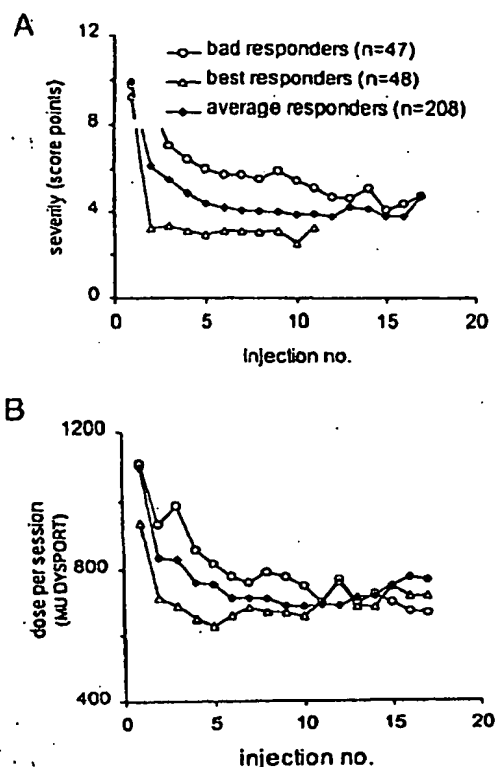 A
12
8
4
0
severity (score points)
bad responders (n=47)
best responders (n=48)
average responders (n=208)
0 5 10 15 20
injection no.
B
1200
800
400
dose per session
(MU DYSPORT)
0 5 10 15 20
injection no.